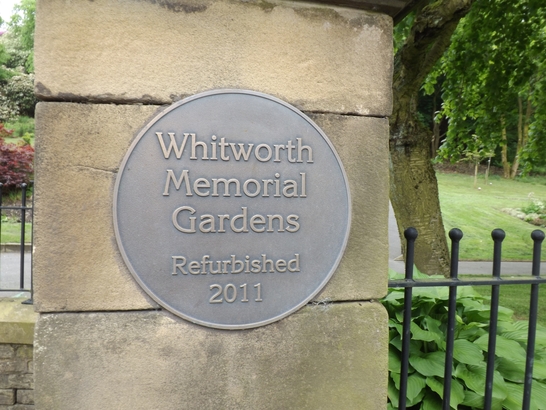 Whitworth
Memorial
Gardens
Refurbished
2011